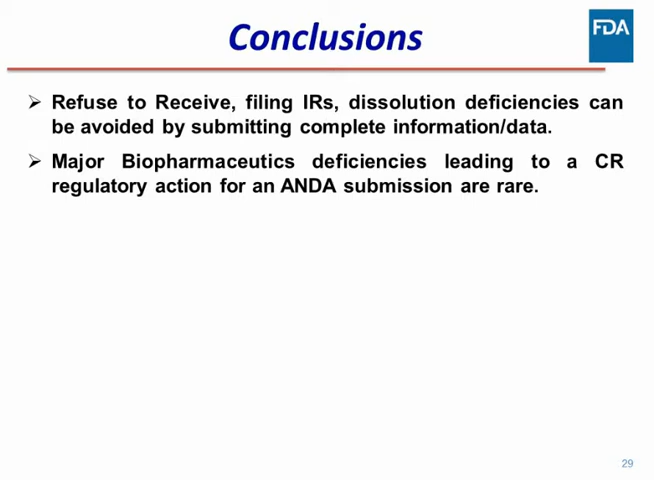 Conclusions
FDA
➢ Refuse to Receive, filing IRs, dissolution deficiencies can
be avoided by submitting complete information/data.
➢ Major Biopharmaceutics deficiencies leading to a CR
regulatory action for an ANDA submission are rare.
29